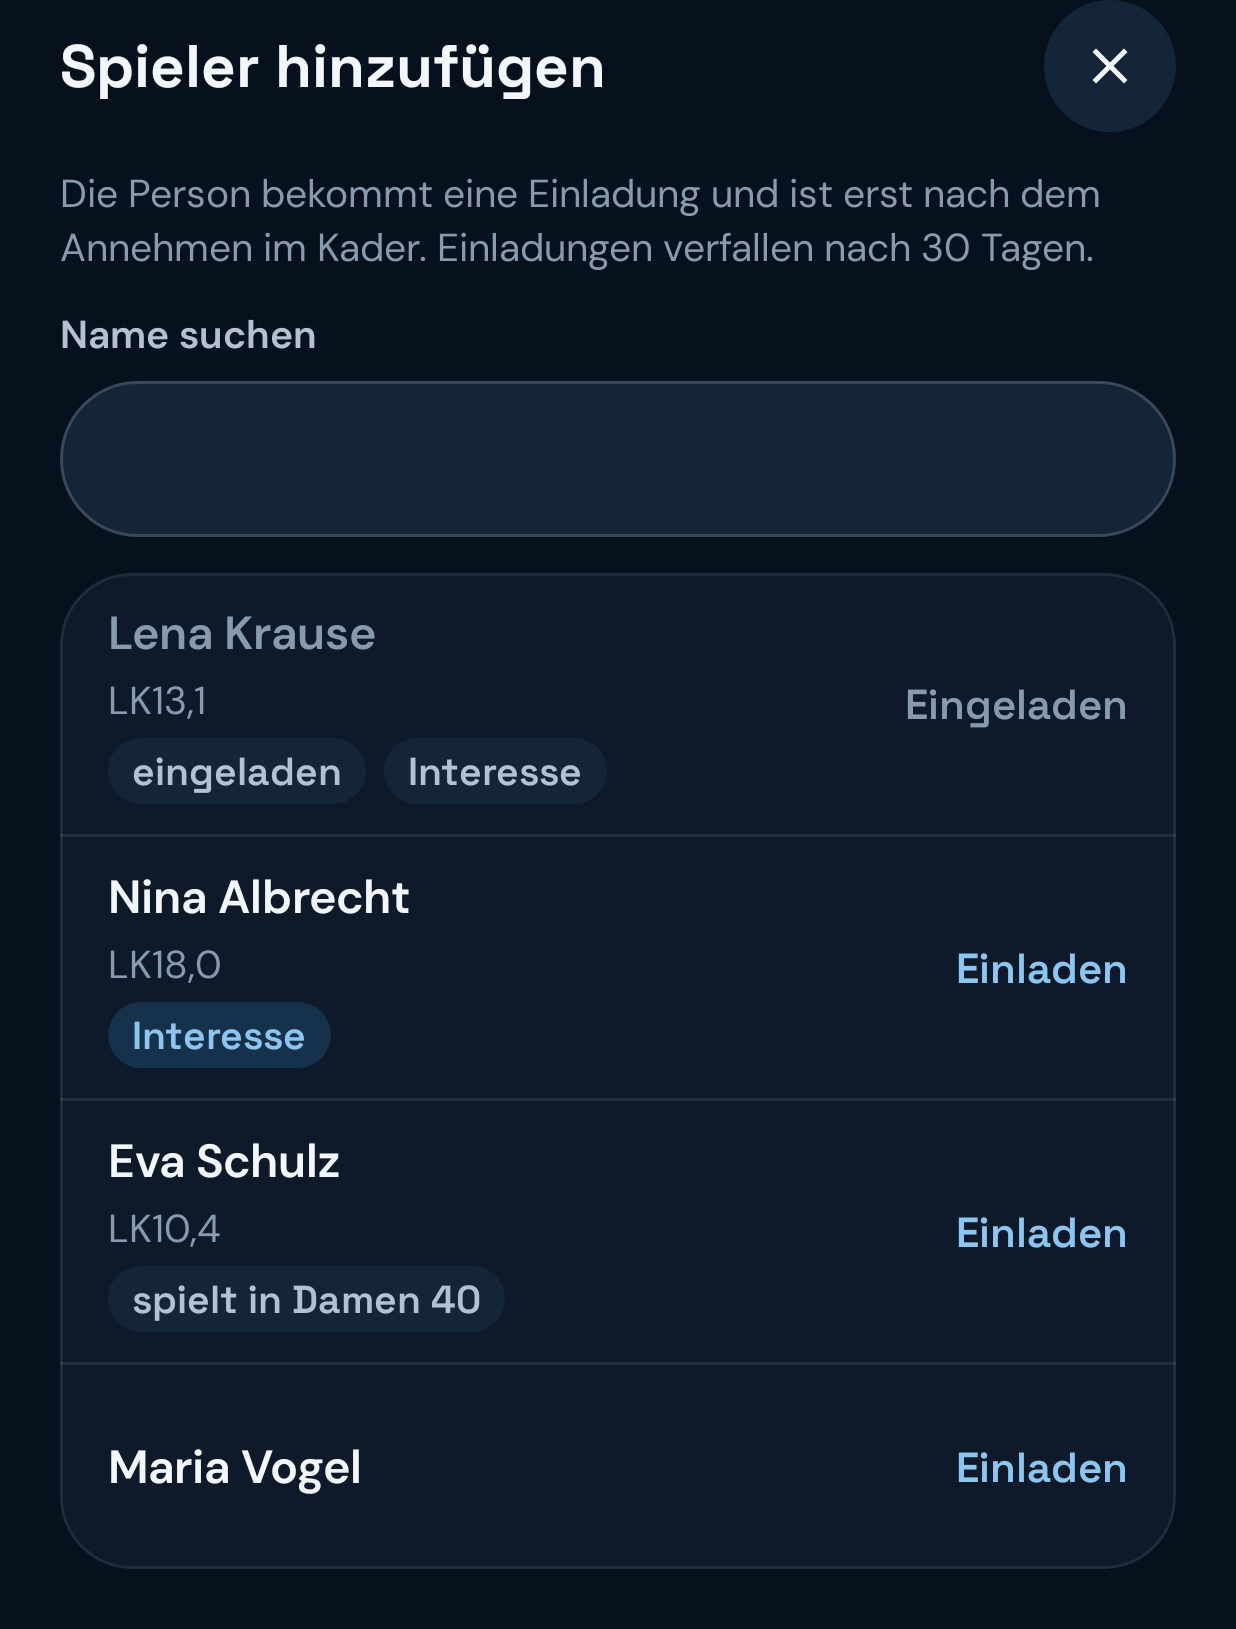 Spieler hinzufügen
Die Person bekommt eine Einladung und ist erst nach dem
Annehmen im Kader. Einladungen verfallen nach 30 Tagen.
Name suchen
Lena Krause
LK13,1
Eingeladen
eingeladen Interesse
Nina Albrecht
LK18,0
Einladen
Interesse
Eva Schulz
LK10,4
Einladen
spielt in Damen 40
Maria Vogel Einladen